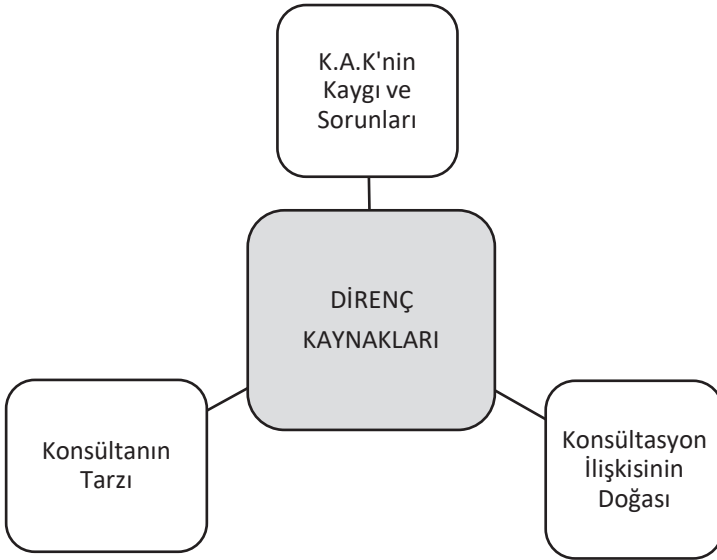 K.A.K'nin
Kaygı ve
Sorunları
DİRENÇ
KAYNAKLARI
Konsültanın
Tarzı
Konsültasyon
İlişkisinin
Doğası